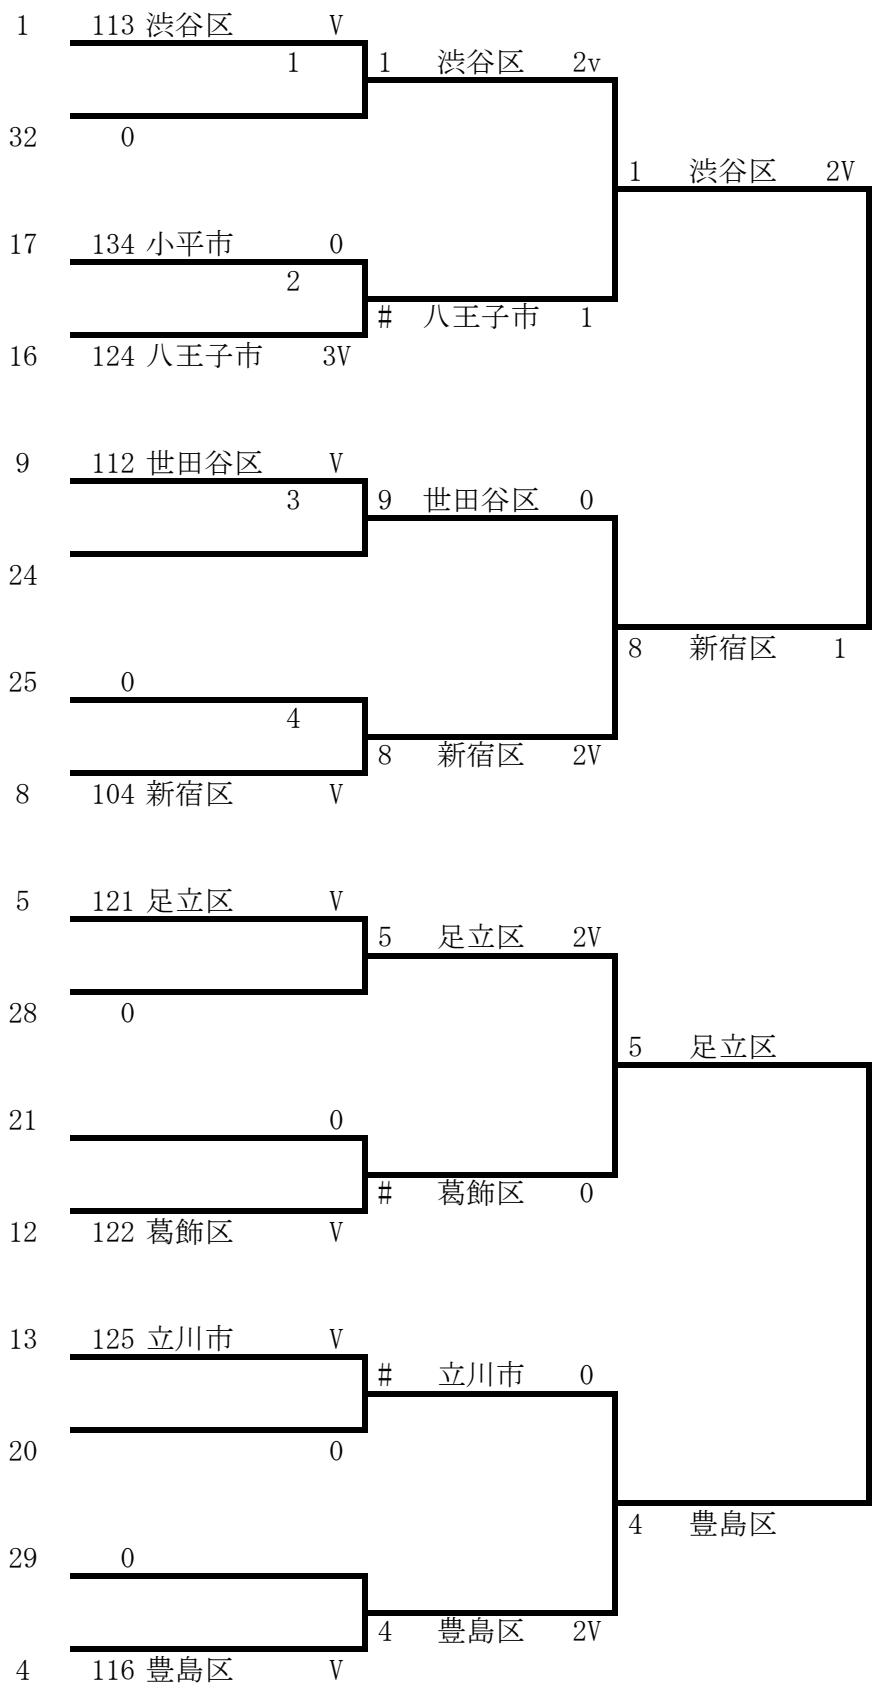 1 113 渋谷区 V
1 1 渋谷区 2v
32 0
1 渋谷区 2V
17 134 小平市 0
2
# 八王子市 1
16 124 八王子市 3V
9 112 世田谷区 V
3 9 世田谷区 0
24
8 新宿区 1
25 0
4
8 新宿区 2V
8 104 新宿区 V
5 121 足立区 V
5 足立区 2V
28 0
5 足立区
21 0
# 葛飾区 0
12 122 葛飾区 V
13 125 立川市 V
# 立川市 0
20 0
4 豊島区
29 0
4 豊島区 2V
4 116 豊島区 V